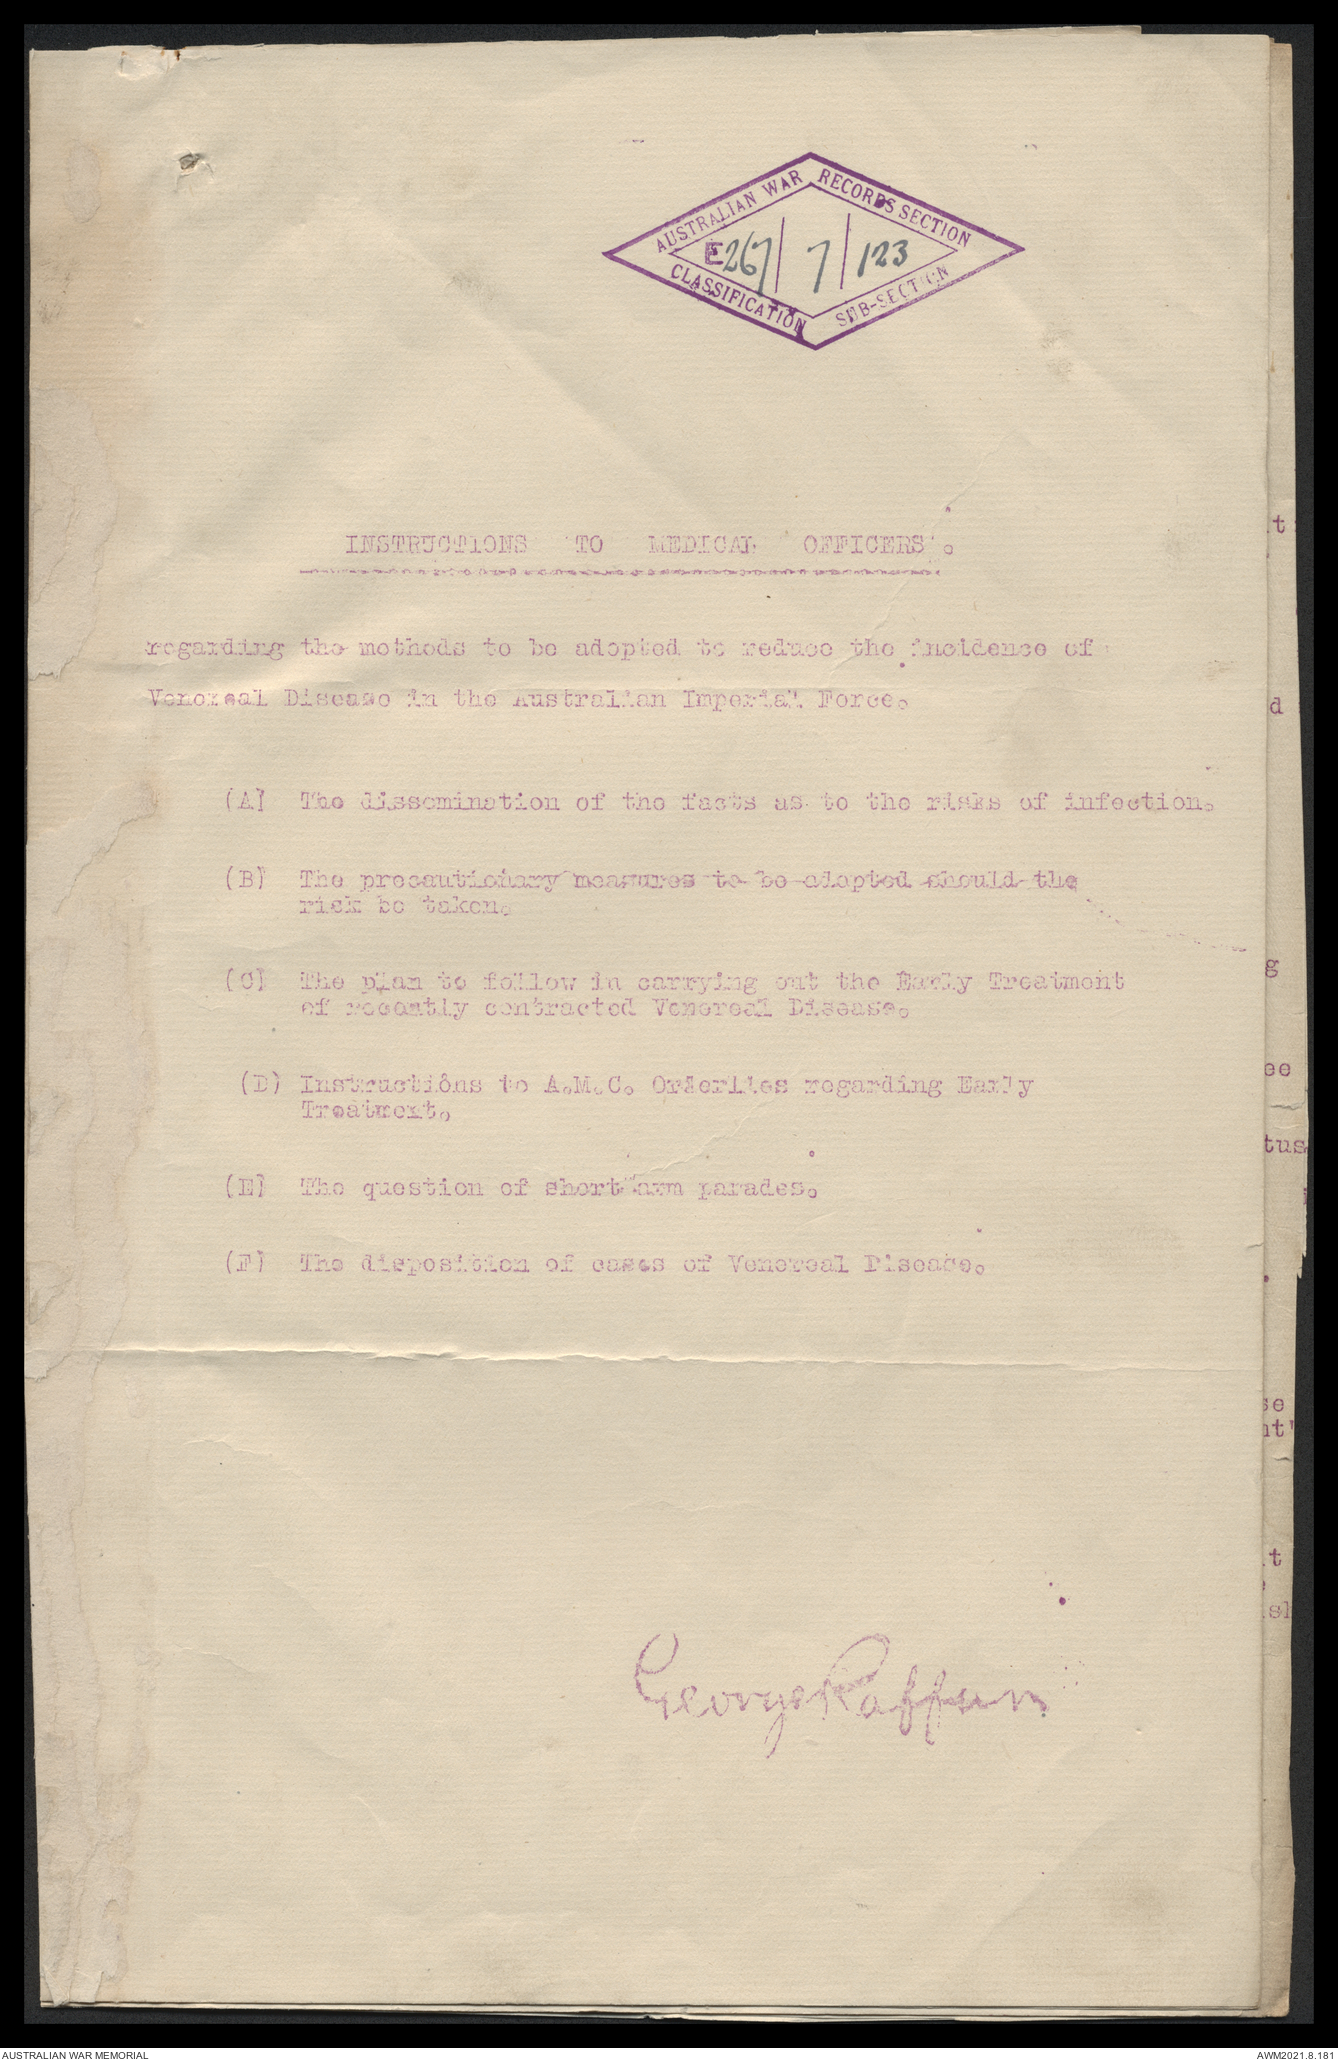 AUSTRALIAN WAR RECORDS SECTION
E267/7/123
CLASSIFICATION SUB-SECTION
INSTRUCTIONS TO MEDICAL OFFICERS.
regarding the methods to be adopted to reduce the incidence of
Venereal Disease in the Australian Imperial Force.
(A) The dissemination of the facts as to the risks of infection.
(B) The precautionary measures to be adopted should the
risk be taken.
(C) The plan to follow in carrying out the Early Treatment
of recently contracted Venereal Disease.
(D) Instructions to A.M.C. Orderlies regarding Early
Treatment.
(E) The question of short arm parades.
(F) The disposition of cases of Venereal Disease.
George Raffan
t
d
g
ee
tus
se
nt'
t
sh
AUSTRALIAN WAR MEMORIAL
AWM2021.8.181